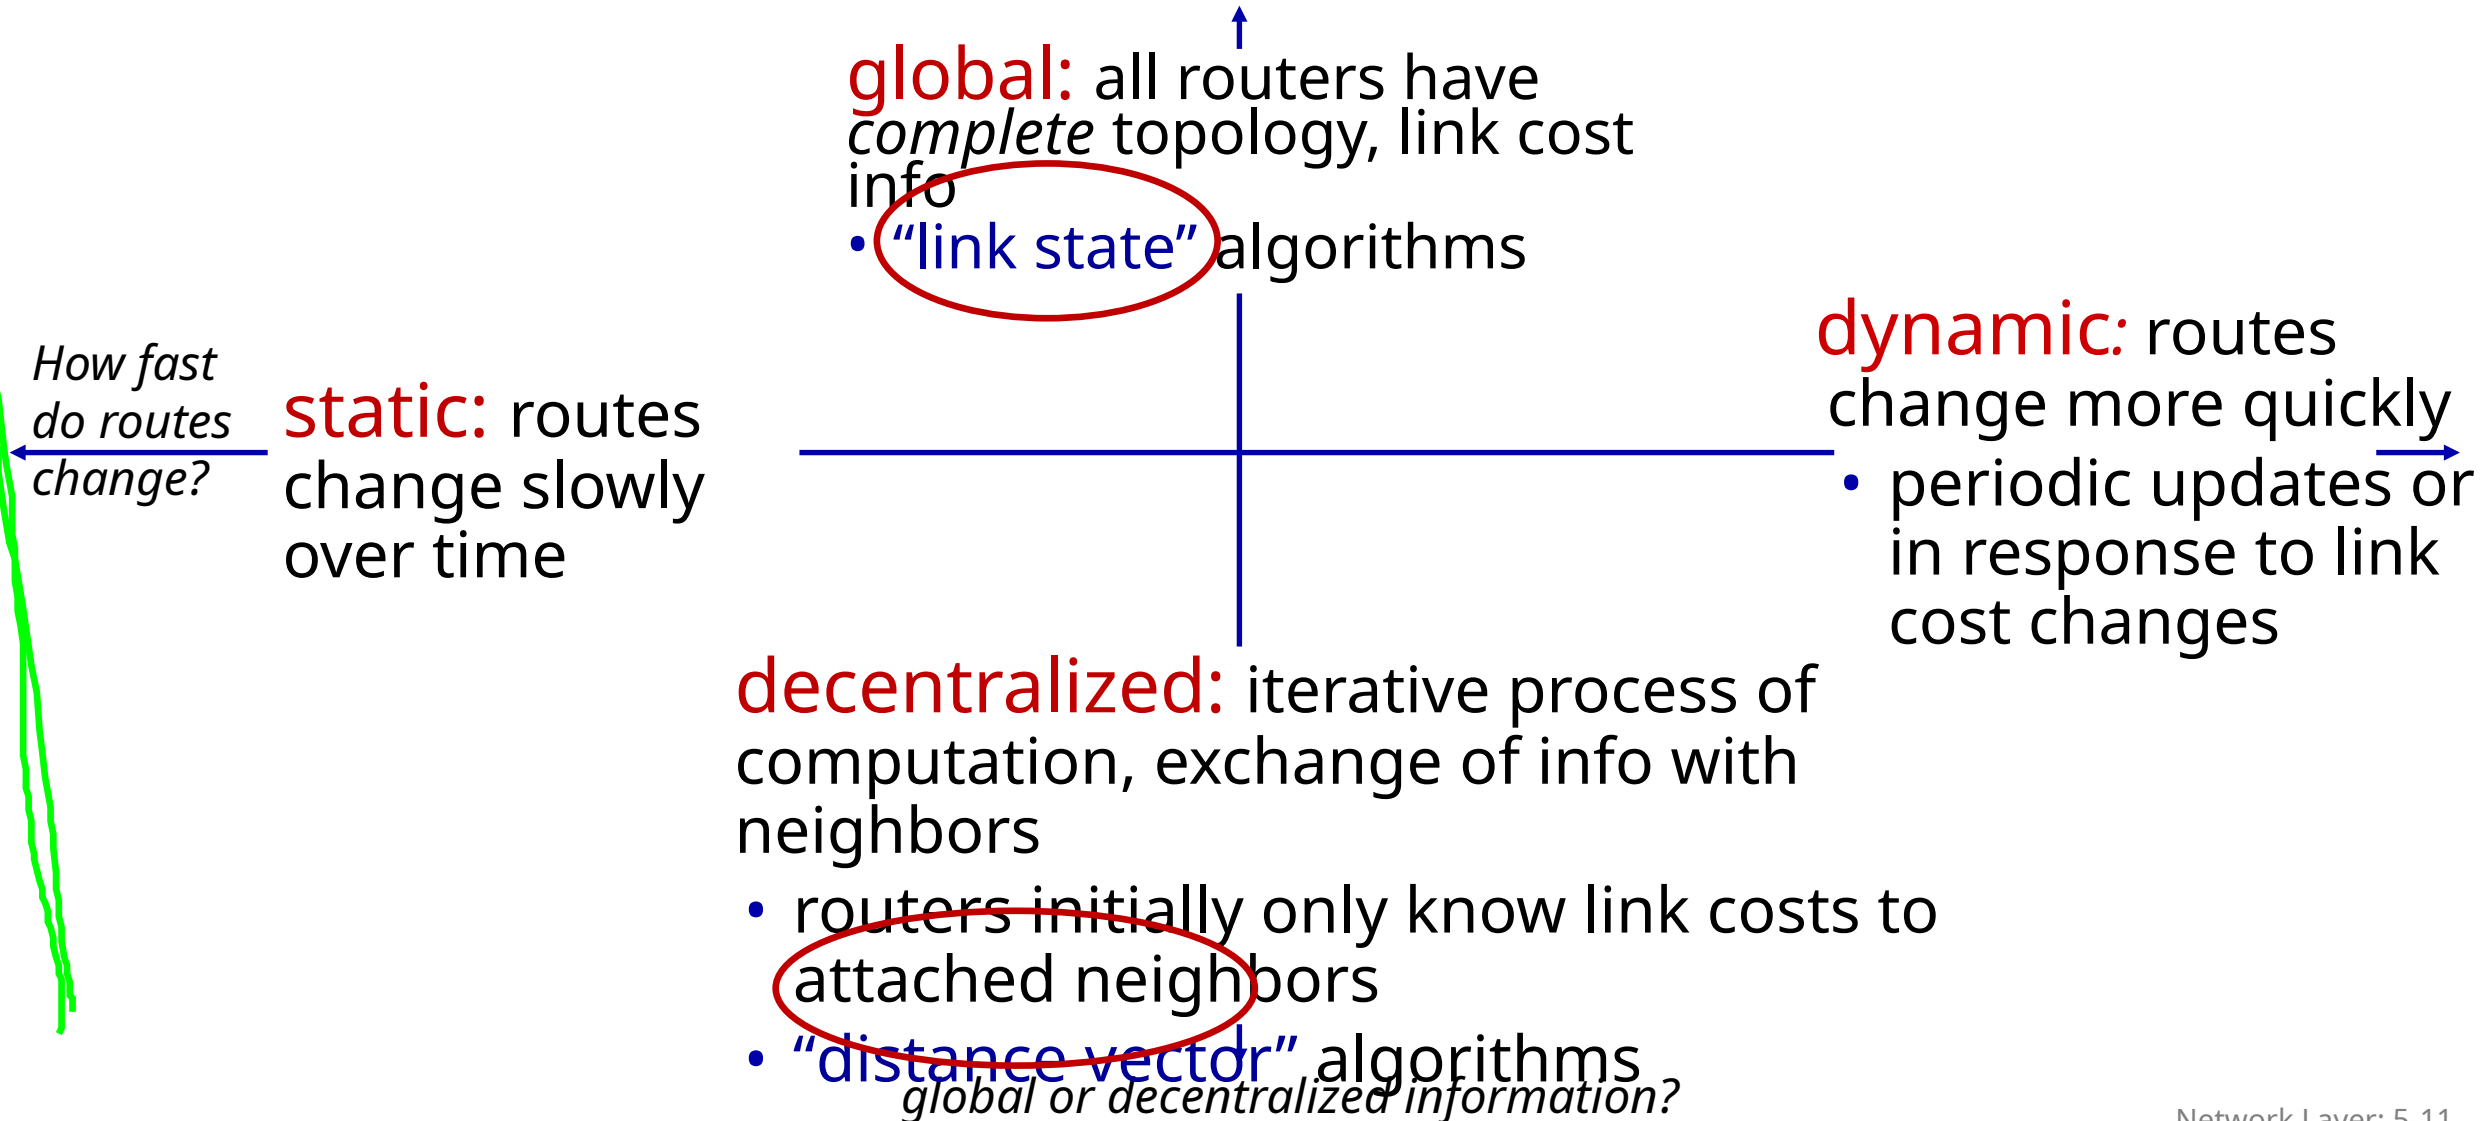 global: all routers have
complete topology, link cost
info
• “link state” algorithms
How fast
do routes
change?
static: routes
change slowly
over time
dynamic: routes
change more quickly
• periodic updates or
in response to link
cost changes
decentralized: iterative process of
computation, exchange of info with
neighbors
• routers initially only know link costs to
attached neighbors
• “distance vector” algorithms
global or decentralized information?
Network Layer: 5-11